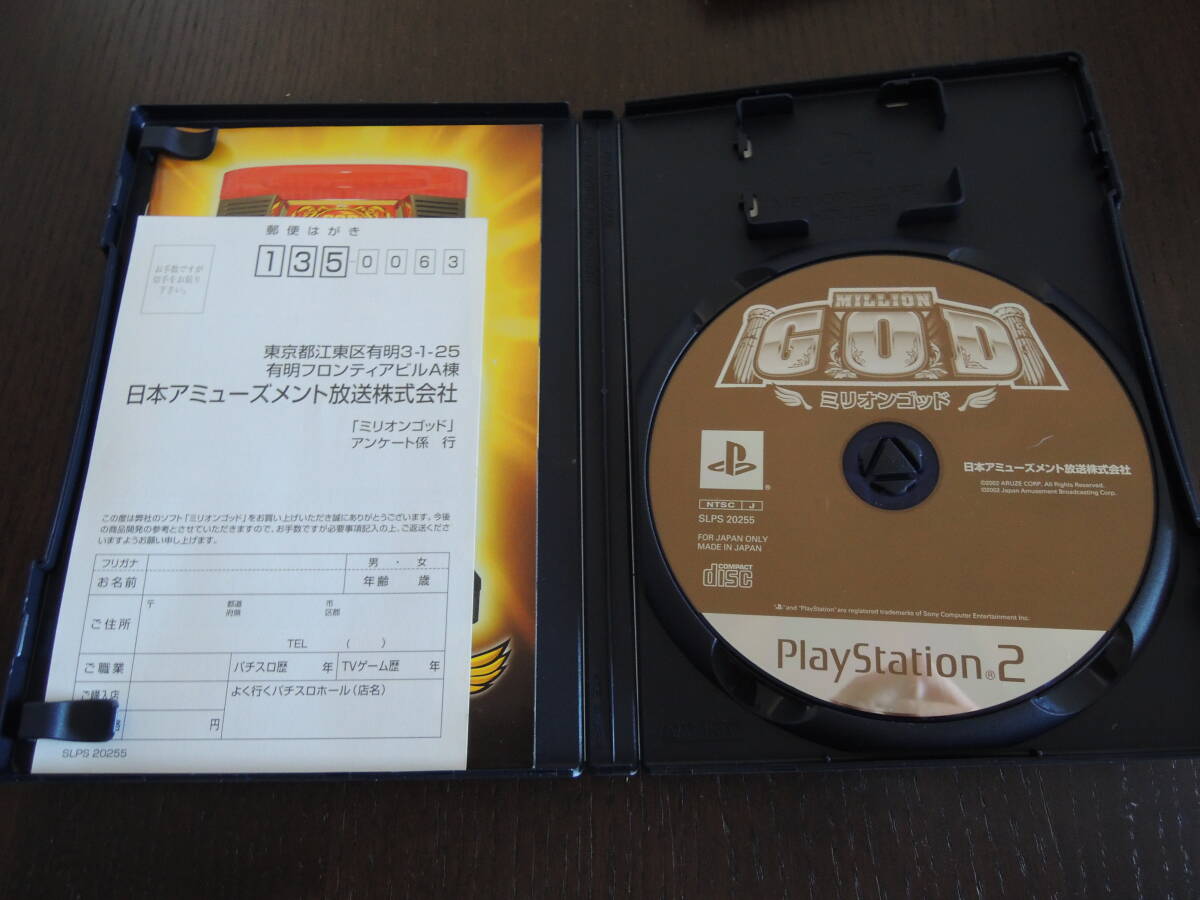 郵便はがき
135-0063
お手数ですが
切手をお貼り
下さい。
東京都江東区有明3-1-25
有明フロンティアビルA棟
日本アミューズメント放送株式会社
「ミリオンゴッド」
アンケート係 行
この度は弊社のソフト「ミリオンゴッド」をお買い上げいただき誠にありがとうございます。今後
の商品開発の参考とさせていただきますので、お手数ですが必要事項記入の上、ご返送くださ
いますようお願い申し上げます。
フリガナ
男・女
お名前
年齢 歳
〒 都道府県 市区郡
ご住所
TEL ( )
ご職業
パチスロ歴 年
TVゲーム歴 年
ご購入店
よく行くパチスロホール(店名)
円
SLPS 20255
MILLION
GOD
ミリオンゴッド
日本アミューズメント放送株式会社
©2002 ARUZE CORP. All Rights Reserved.
©2003 Japan Amusement Broadcasting Corp.
NTSC J
SLPS 20255
FOR JAPAN ONLY
MADE IN JAPAN
COMPACT
disc
" " and "PlayStation" are registered trademarks of Sony Computer Entertainment Inc.
PlayStation®2